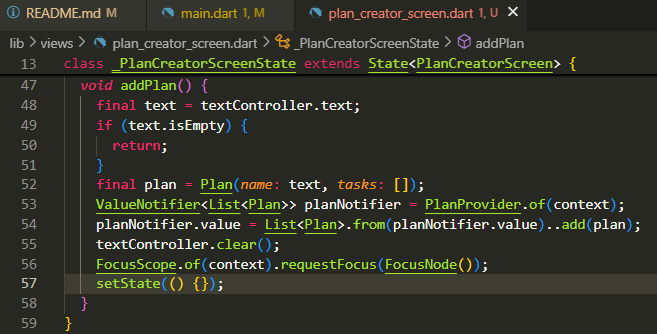 README.md M main.dart 1, M plan_creator_screen.dart 1, U
lib > views > plan_creator_screen.dart > _PlanCreatorScreenState > addPlan
13 class _PlanCreatorScreenState extends State<PlanCreatorScreen> {
47 void addPlan() {
48 final text = textController.text;
49 if (text.isEmpty) {
50 return;
51 }
52 final plan = Plan(name: text, tasks: []);
53 ValueNotifier<List<Plan>> planNotifier = PlanProvider.of(context);
54 planNotifier.value = List<Plan>.from(planNotifier.value)..add(plan);
55 textController.clear();
56 FocusScope.of(context).requestFocus(FocusNode());
57 setState(() {});
58 }
59 }